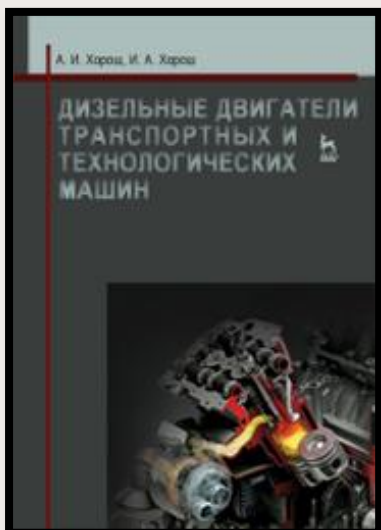 А. И. Хорош, И. А. Хорош
ДИЗЕЛЬНЫЕ ДВИГАТЕЛИ
ТРАНСПОРТНЫХ И
ТЕХНОЛОГИЧЕСКИХ
МАШИН